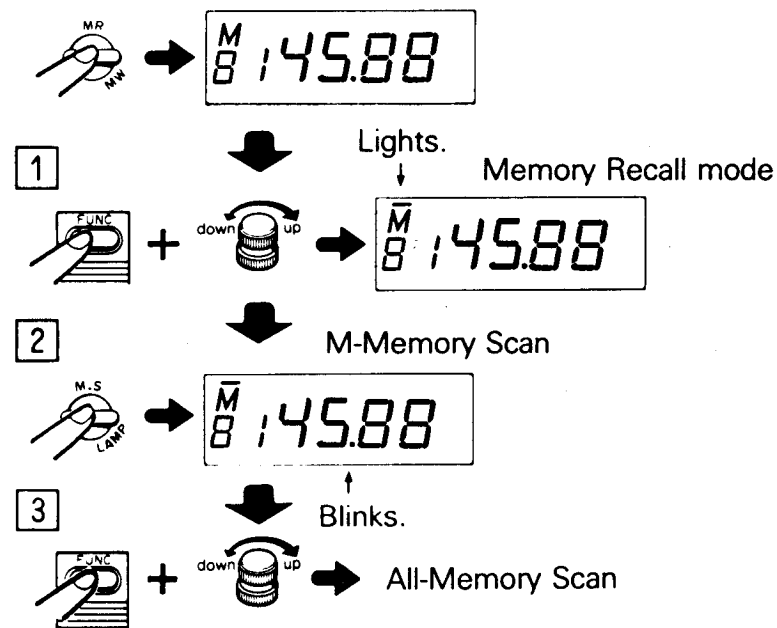 MR
MW
M
8 145.88
Lights.
1
Memory Recall mode
FUNC
+
down up
M
8 145.88
2
M-Memory Scan
M.S
LAMP
M
8 145.88
Blinks.
3
FUNC
+
down up
All-Memory Scan